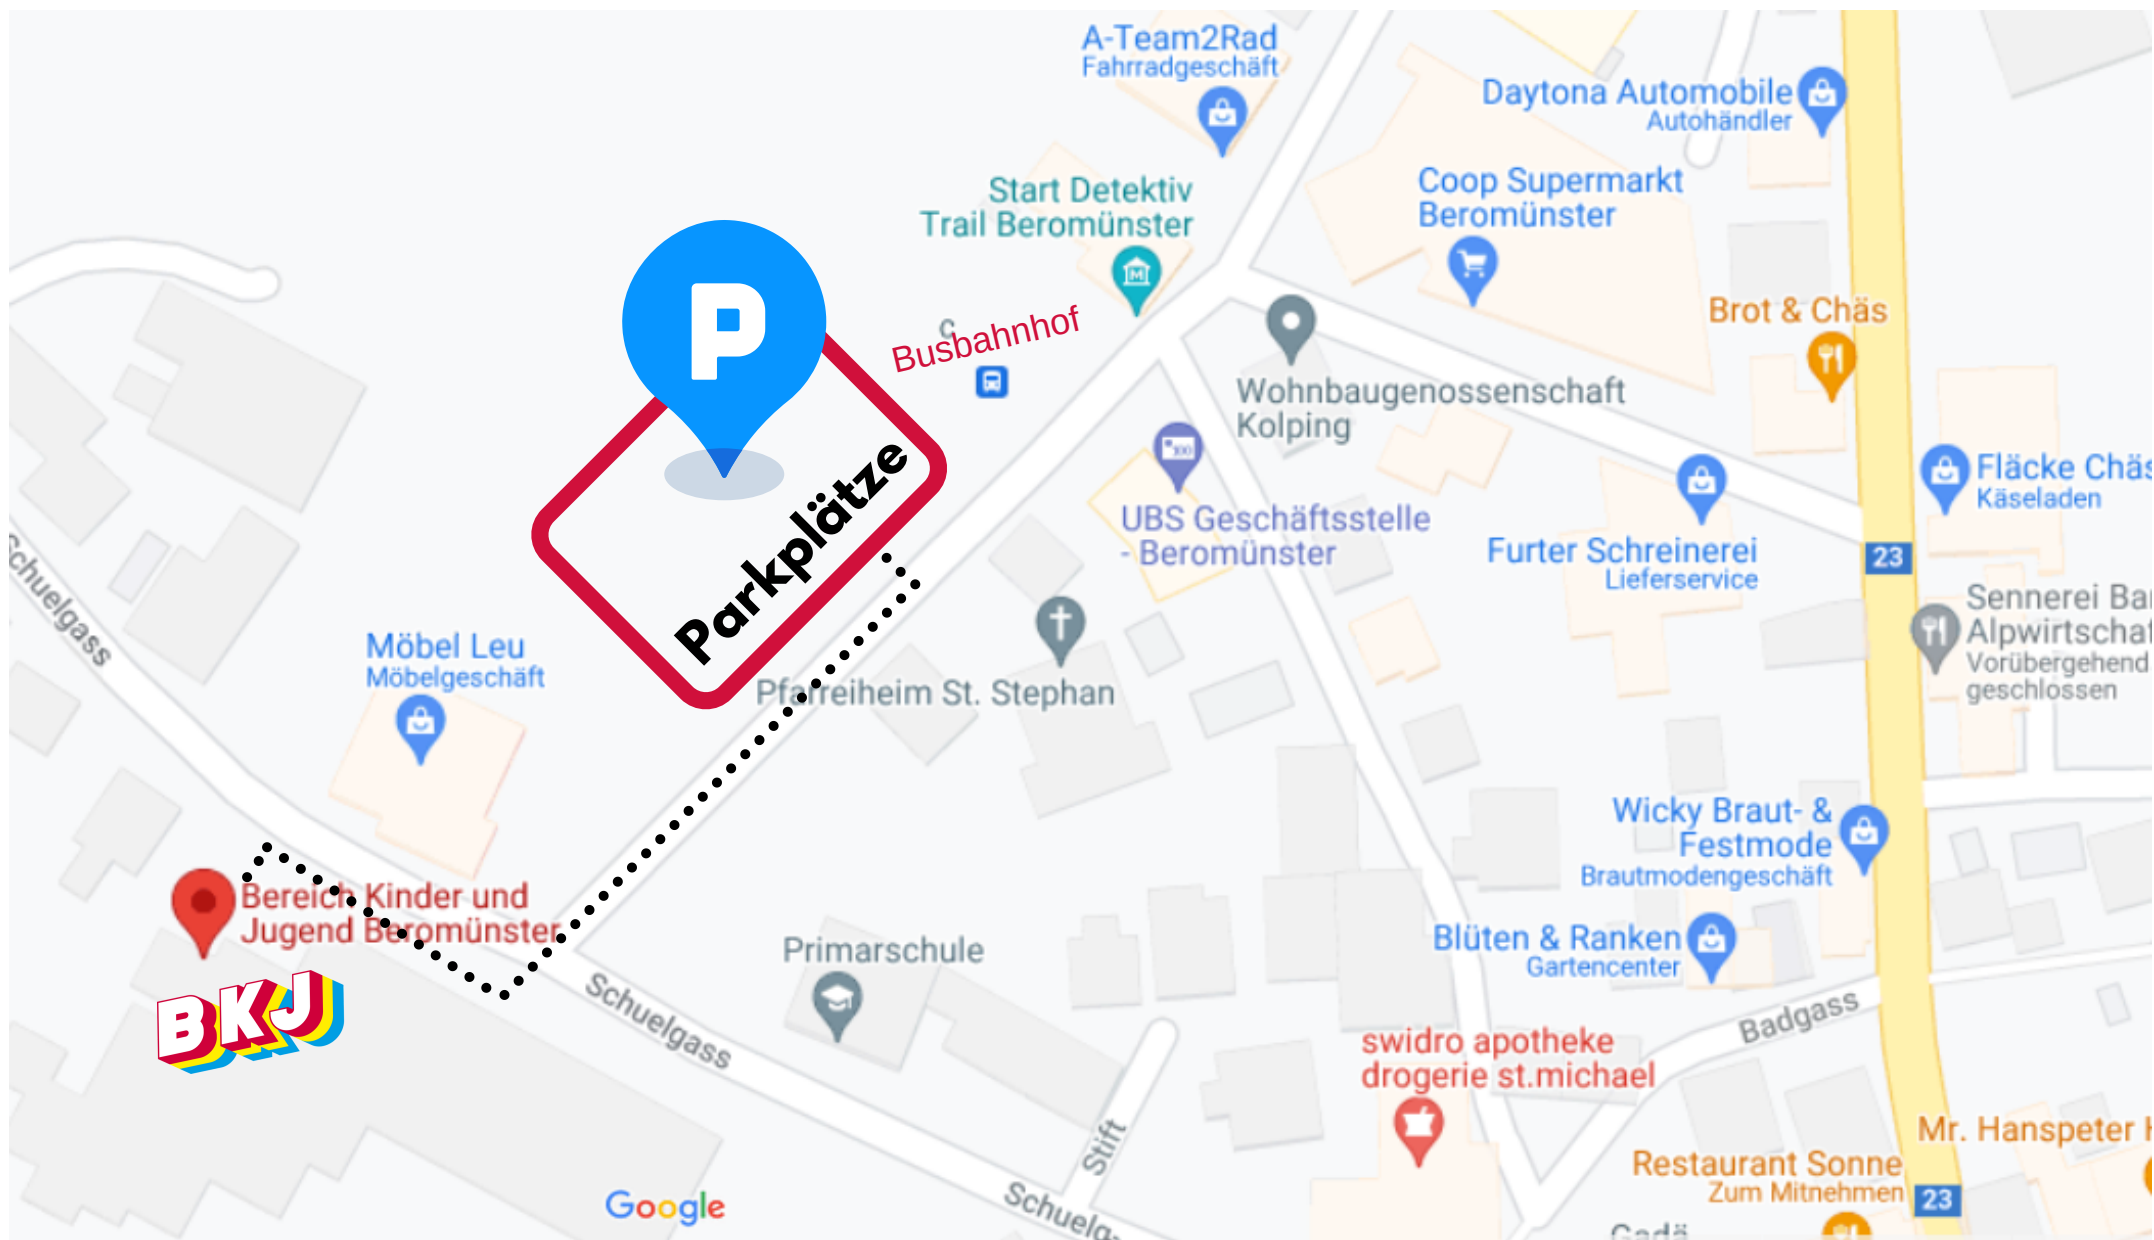 A-Team2Rad
Fahrradgeschäft
Daytona Automobile
Autohändler
Start Detektiv
Trail Beromünster
Coop Supermarkt
Beromünster
P
Busbahnhof
Brot & Chäs
Wohnbaugenossenschaft
Kolping
Parkplätze
UBS Geschäftsstelle
- Beromünster
Fläcke Chäs
Käseladen
Furter Schreinerei
Lieferservice
23
Schuelgass
Möbel Leu
Möbelgeschäft
Pfarreiheim St. Stephan
Sennerei Bar
Alpwirtschaf
Vorübergehend
geschlossen
Wicky Braut- &
Festmode
Brautmodengeschäft
Bereich Kinder und
Jugend Beromünster
BKJ
Primarschule
Blüten & Ranken
Gartencenter
Schuelgass
Badgass
swidro apotheke
drogerie st.michael
Stift
Mr. Hanspeter
Restaurant Sonne
Zum Mitnehmen
23
Google
Schuelg